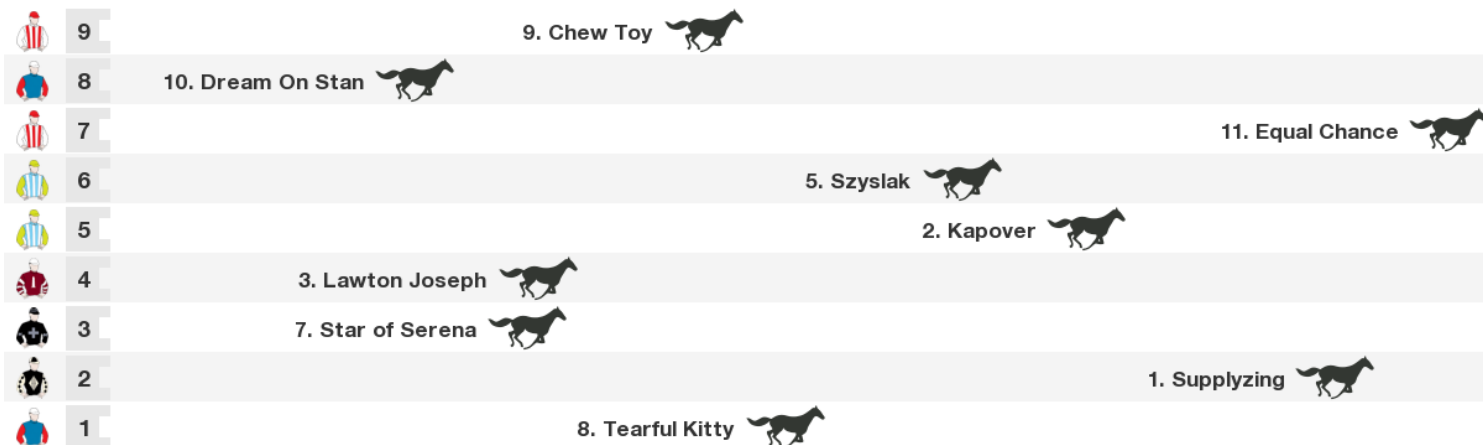 9 9. Chew Toy
8 10. Dream On Stan
7 11. Equal Chance
6 5. Szyslak
5 2. Kapover
4 3. Lawton Joseph
3 7. Star of Serena
2 1. Supplyzing
1 8. Tearful Kitty